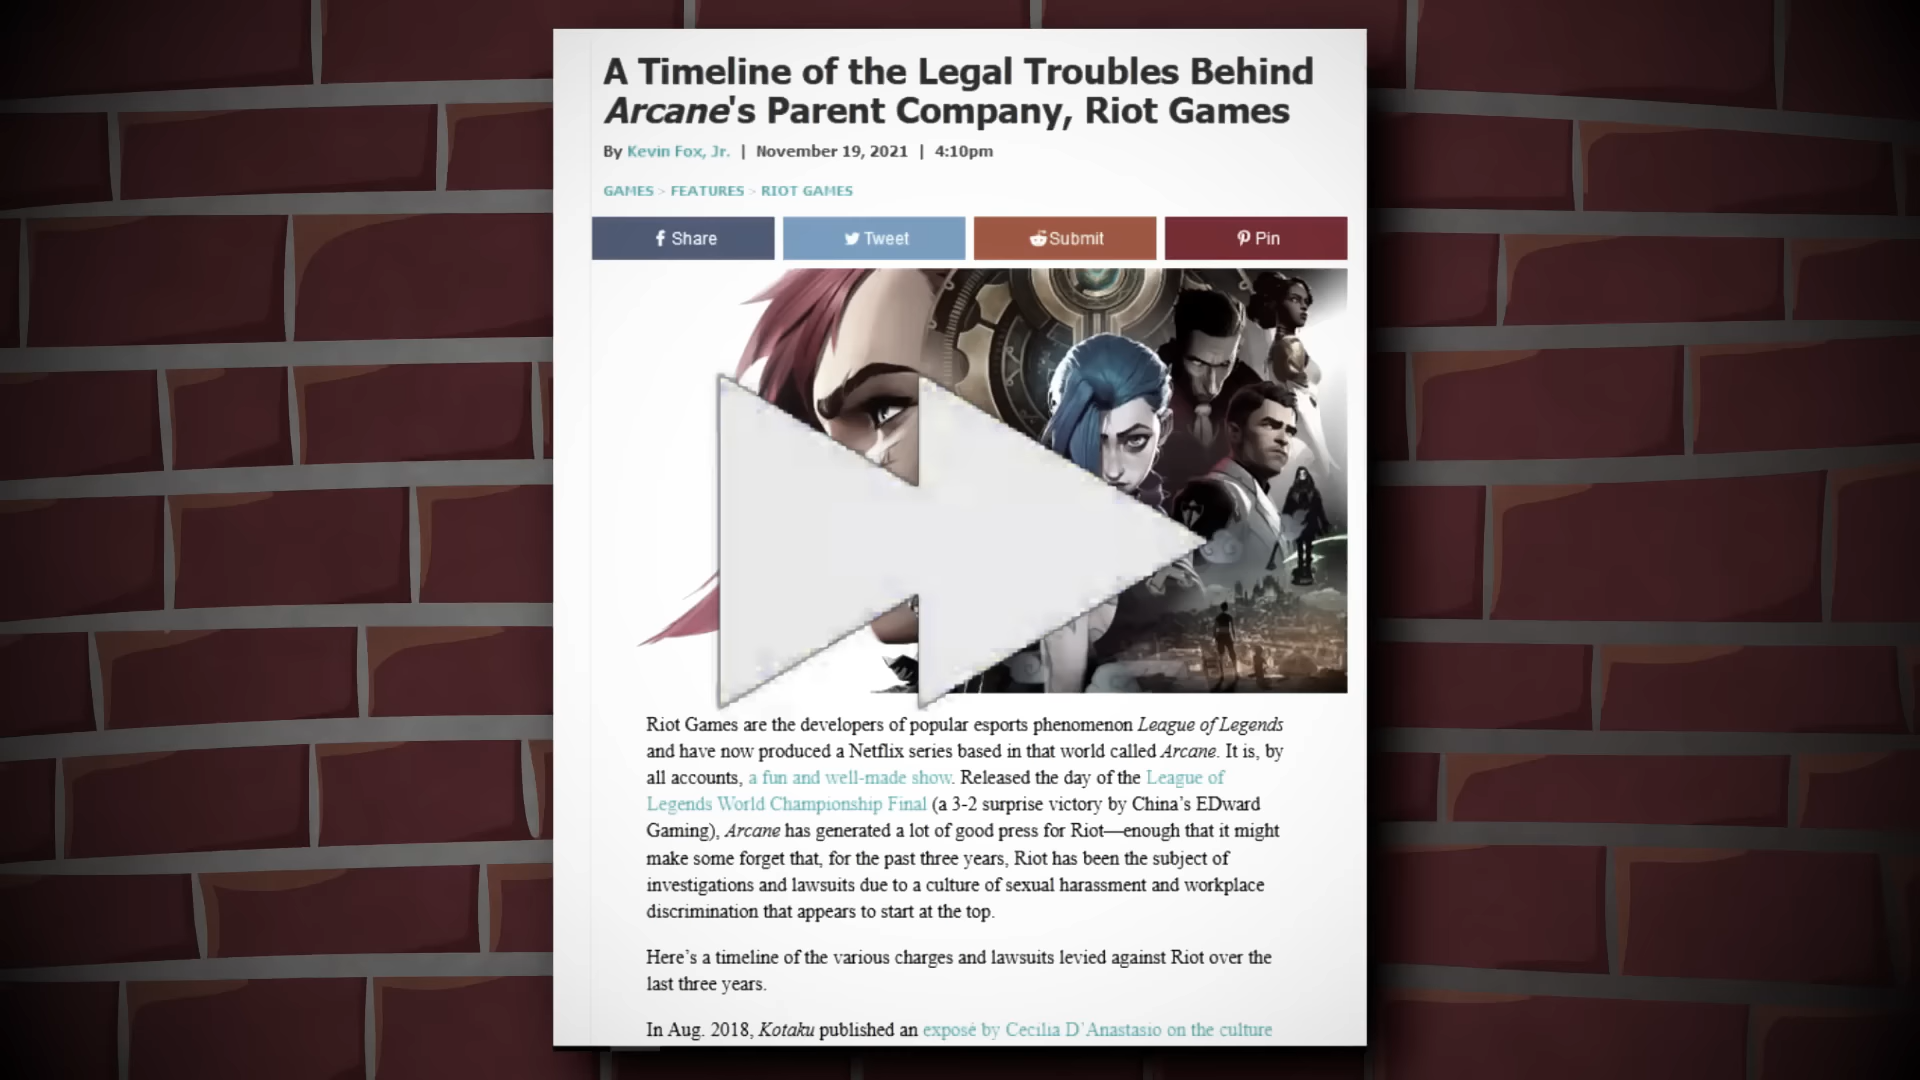 A Timeline of the Legal Troubles Behind
Arcane's Parent Company, Riot Games
By Kevin Fox, Jr. | November 19, 2021 | 4:10pm
GAMES > FEATURES > RIOT GAMES
Share Tweet Submit Pin
Riot Games are the developers of popular esports phenomenon League of Legends
and have now produced a Netflix series based in that world called Arcane. It is, by
all accounts, a fun and well-made show. Released the day of the League of
Legends World Championship Final (a 3-2 surprise victory by China’s EDward
Gaming), Arcane has generated a lot of good press for Riot—enough that it might
make some forget that, for the past three years, Riot has been the subject of
investigations and lawsuits due to a culture of sexual harassment and workplace
discrimination that appears to start at the top.
Here’s a timeline of the various charges and lawsuits levied against Riot over the
last three years.
In Aug. 2018, Kotaku published an exposé by Cecilia D’Anastasio on the culture